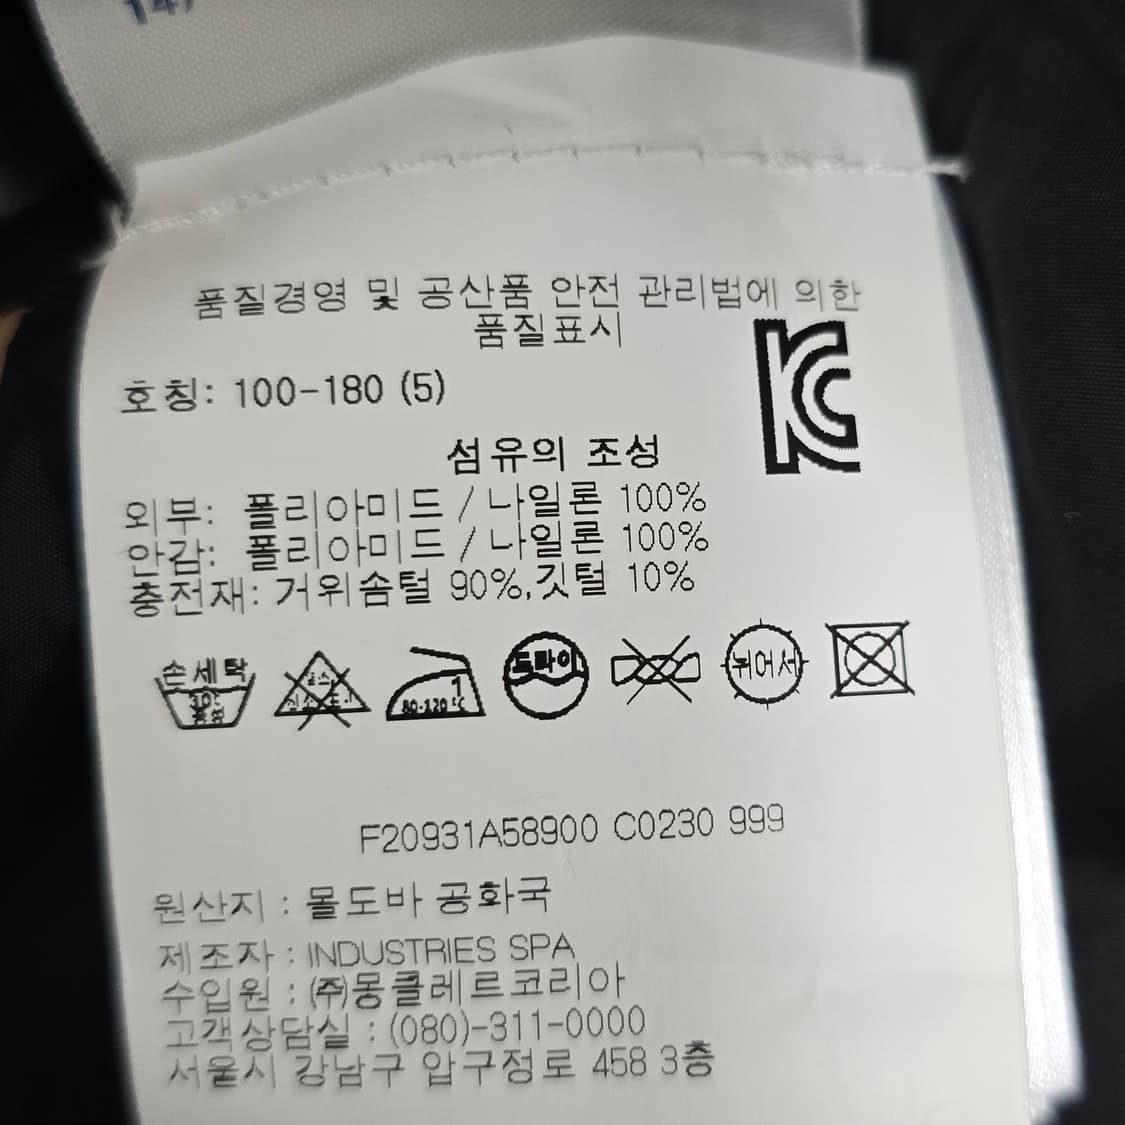 147
품질경영 및 공산품 안전 관리법에 의한
품질표시
KC
호칭: 100-180 (5)
섬유의 조성
외부: 폴리아미드 / 나일론 100%
안감: 폴리아미드 / 나일론 100%
충전재: 거위솜털 90%,깃털 10%
손세탁
드라이
뉘어서
1
80-120℃
F20931A58900 C0230 999
원산지 : 몰도바 공화국
제조자 : INDUSTRIES SPA
수입원 : (주)몽클레르코리아
고객상담실 : (080)-311-0000
서울시 강남구 압구정로 458 3층